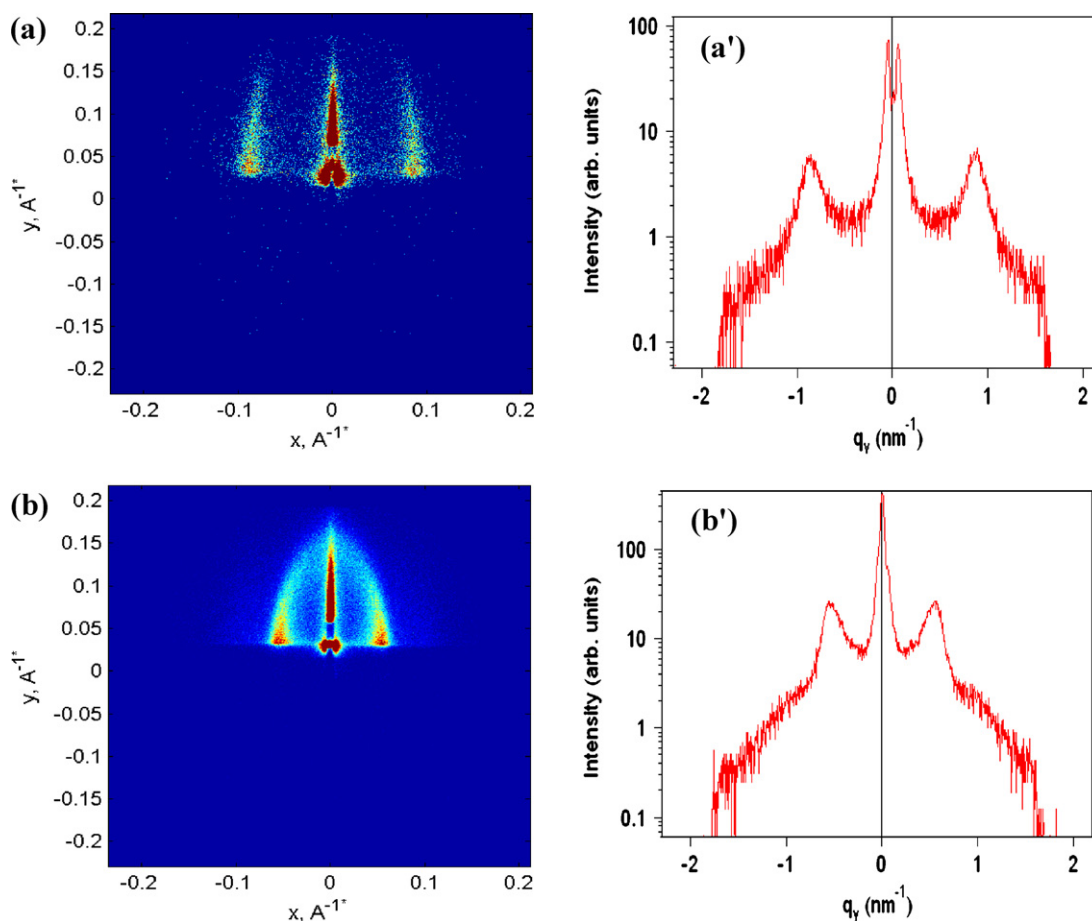 (a)
0.2
0.15
0.1
0.05
0
-0.05
-0.1
-0.15
-0.2
y, A⁻¹*
-0.2 -0.1 0 0.1 0.2
x, A⁻¹*
(a')
100
10
1
0.1
Intensity (arb. units)
-2 -1 0 1 2
qᵧ (nm⁻¹)
(b)
0.2
0.15
0.1
0.05
0
-0.05
-0.1
-0.15
-0.2
y, A⁻¹*
-0.2 -0.1 0 0.1 0.2
x, A⁻¹*
(b')
100
10
1
0.1
Intensity (arb. units)
-2 -1 0 1 2
qᵧ (nm⁻¹)